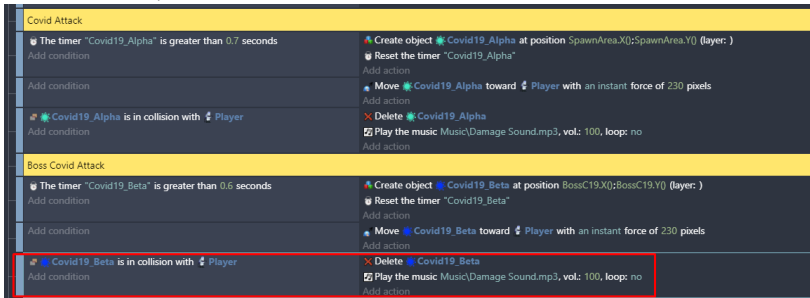 Covid Attack
The timer "Covid19_Alpha" is greater than 0.7 seconds
Add condition
Create object Covid19_Alpha at position SpawnArea.X();SpawnArea.Y() (layer: )
Reset the timer "Covid19_Alpha"
Add action
Add condition
Move Covid19_Alpha toward Player with an instant force of 230 pixels
Add action
Covid19_Alpha is in collision with Player
Add condition
Delete Covid19_Alpha
Play the music Music\Damage Sound.mp3, vol.: 100, loop: no
Add action
Boss Covid Attack
The timer "Covid19_Beta" is greater than 0.6 seconds
Add condition
Create object Covid19_Beta at position BossC19.X();BossC19.Y() (layer: )
Reset the timer "Covid19_Beta"
Add action
Add condition
Move Covid19_Beta toward Player with an instant force of 230 pixels
Add action
Covid19_Beta is in collision with Player
Add condition
Delete Covid19_Beta
Play the music Music\Damage Sound.mp3, vol.: 100, loop: no
Add action